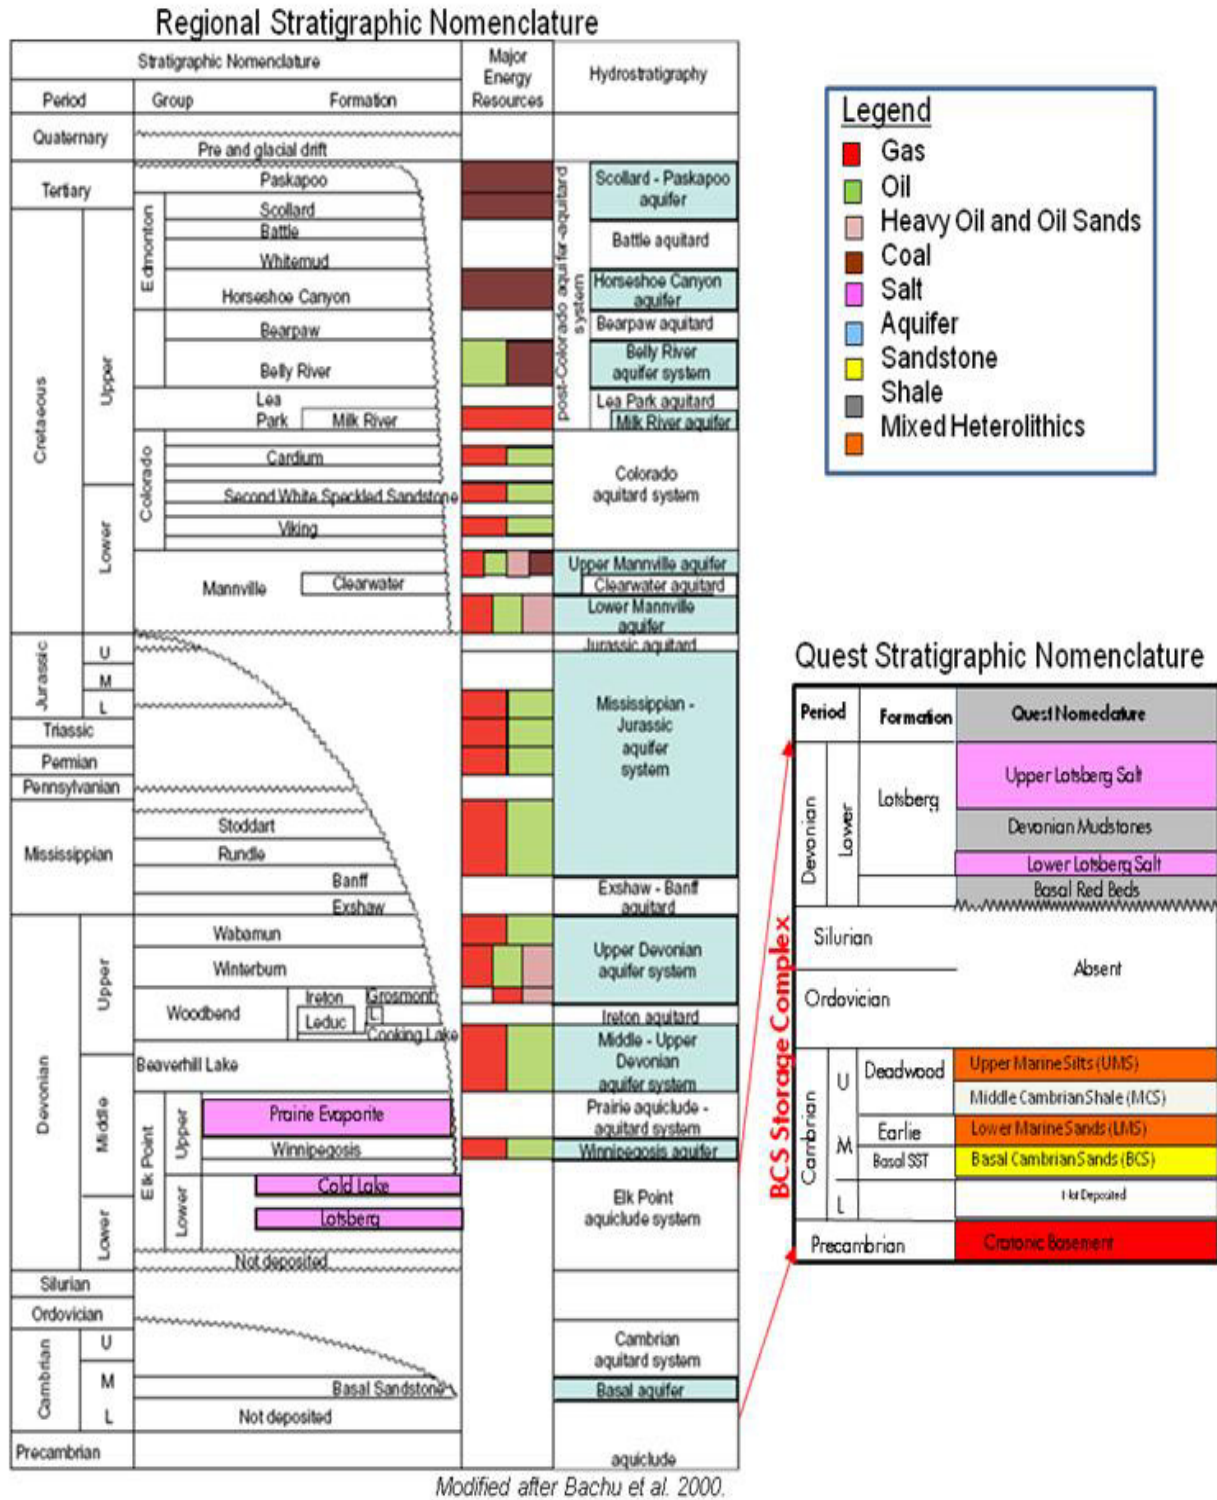 Regional Stratigraphic Nomenclature
Stratigraphic Nomenclature
Major
Energy
Resources
Hydrostratigraphy
Period
Group
Formation
Quaternary
Pre and glacial drift
Tertiary
Paskapoo
Scollard - Paskapoo
aquifer
Cretaeous
Upper
Lower
Edmonton
Scollard
Battle
Whitemud
Horseshoe Canyon
Bearpaw
Belly River
Lea
Park
Milk River
post-Colorado aquifer-aquitard
system
Battle aquitard
Horseshoe Canyon
aquifer
Bearpaw aquitard
Belly River
aquifer system
Lea Park aquitard
Milk River aquifer
Colorado
Cardium
Second White Speckled Sandstone
Viking
Colorado
aquitard system
Mannville
Clearwater
Upper Mannville aquifer
Clearwater aquitard
Lower Mannville
aquifer
Jurassic
U
M
L
Jurassic aquitard
Triassic
Permian
Pennsylvanian
Mississippian -
Jurassic
aquifer
system
Mississippian
Stoddart
Rundle
Banff
Exshaw
Exshaw - Banff
aquitard
Devonian
Upper
Middle
Lower
Wabamun
Winterburn
Upper Devonian
aquifer system
Woodbend
Ireton
Grosmont
Leduc
L
Cooking Lake
Ireton aquitard
Beaverhill Lake
Middle - Upper
Devonian
aquifer system
Elk Point
Upper
Lower
Prairie Evaporite
Prairie aquiclude -
aquitard system
Winnipegosis
Winnipegosis aquifer
Cold Lake
Lotsberg
Elk Point
aquiclude system
Not deposited
Silurian
Ordovician
Cambrian
U
M
L
Cambrian
aquitard system
Basal Sandstone
Basal aquifer
Not deposited
Precambrian
aquiclude
Modified after Bachu et al. 2000.
Legend
Gas
Oil
Heavy Oil and Oil Sands
Coal
Salt
Aquifer
Sandstone
Shale
Mixed Heterolithics
Quest Stratigraphic Nomenclature
BCS Storage Complex
Period
Formation
Quest Nomeclature
Devonian
Lower
Lotsberg
Upper Lotsberg Salt
Devonian Mudstones
Lower Lotsberg Salt
Basal Red Beds
Silurian
Absent
Ordovician
Cambrian
U
M
L
Deadwood
Upper Marine Silts (UMS)
Middle Cambrian Shale (MCS)
Earlie
Lower Marine Sands (LMS)
Basal SST
Basal Cambrian Sands (BCS)
Not Deposited
Precambrian
Cratonic Basement